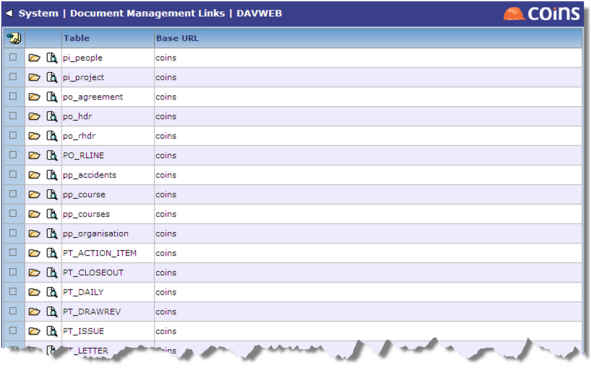 System | Document Management Links | DAVWEB
coins
Table Base URL
pi_people coins
pi_project coins
po_agreement coins
po_hdr coins
po_rhdr coins
PO_RLINE coins
pp_accidents coins
pp_course coins
pp_courses coins
pp_organisation coins
PT_ACTION_ITEM coins
PT_CLOSEOUT coins
PT_DAILY coins
PT_DRAWREV coins
PT_ISSUE coins
PT_LETTER coins